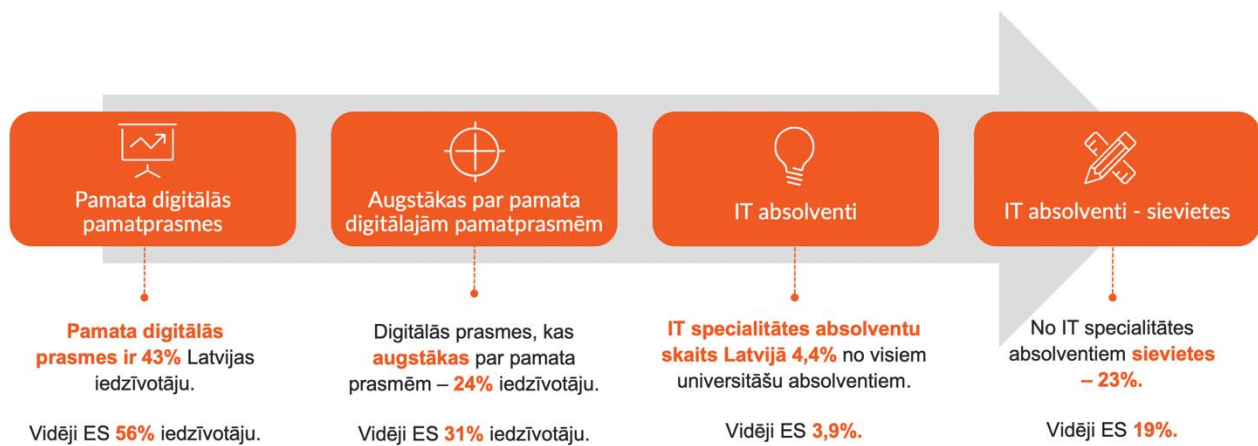 Pamata digitālās
pamatprasmes
Augstākas par pamata
digitālajām pamatprasmēm
IT absolventi
IT absolventi - sievietes
Pamata digitālās
prasmes ir 43% Latvijas
iedzīvotāju.
Vidēji ES 56% iedzīvotāju.
Digitālās prasmes, kas
augstākas par pamata
prasmēm – 24% iedzīvotāju.
Vidēji ES 31% iedzīvotāju.
IT specialitātes absolventu
skaits Latvijā 4,4% no visiem
universitāšu absolventiem.
Vidēji ES 3,9%.
No IT specialitātes
absolventiem sievietes
– 23%.
Vidēji ES 19%.